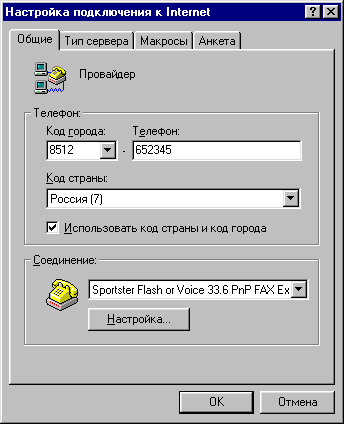 Настройка подключения к Internet
Общие Тип сервера Макросы Анкета
Провайдер
Телефон:
Код города: Телефон:
8512 - 652345
Код страны:
Россия (7)
Использовать код страны и код города
Соединение:
Sportster Flash or Voice 33.6 PnP FAX Ex
Настройка...
OK Отмена